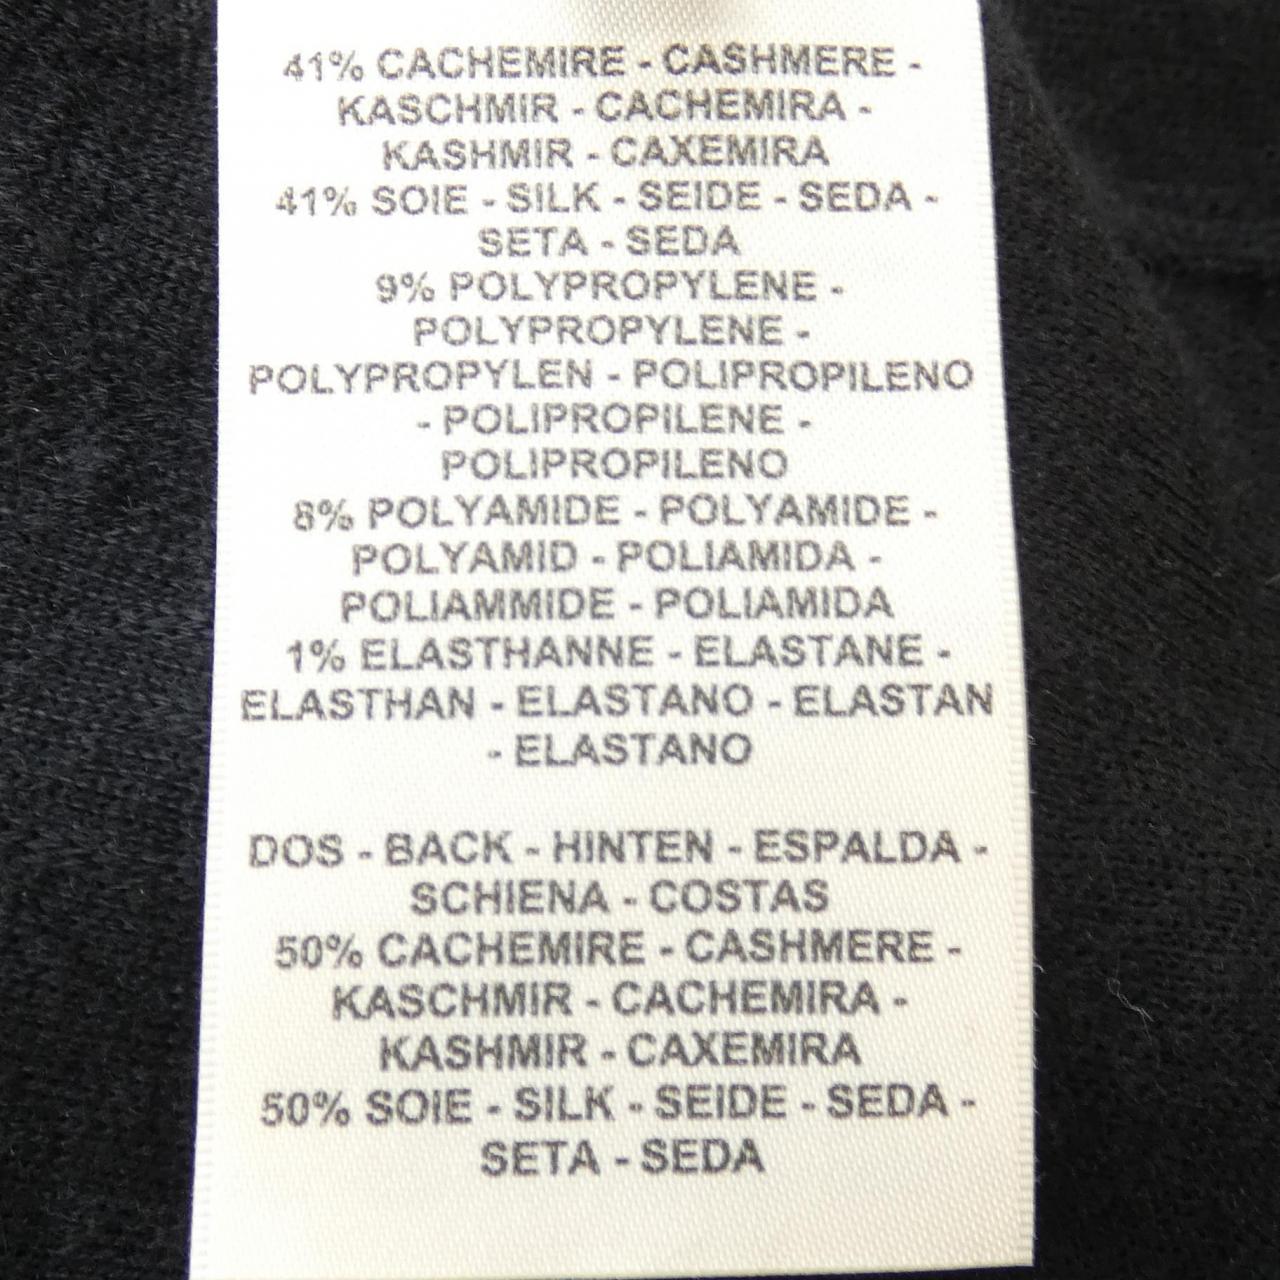 41% CACHEMIRE - CASHMERE -
KASCHMIR - CACHEMIRA -
KASHMIR - CAXEMIRA
41% SOIE - SILK - SEIDE - SEDA -
SETA - SEDA
9% POLYPROPYLENE -
POLYPROPYLENE -
POLYPROPYLEN - POLIPROPILENO
- POLIPROPILENE -
POLIPROPILENO
8% POLYAMIDE - POLYAMIDE -
POLYAMID - POLIAMIDA -
POLIAMMIDE - POLIAMIDA
1% ELASTHANNE - ELASTANE -
ELASTHAN - ELASTANO - ELASTAN
- ELASTANO
DOS - BACK - HINTEN - ESPALDA -
SCHIENA - COSTAS
50% CACHEMIRE - CASHMERE -
KASCHMIR - CACHEMIRA -
KASHMIR - CAXEMIRA
50% SOIE - SILK - SEIDE - SEDA -
SETA - SEDA